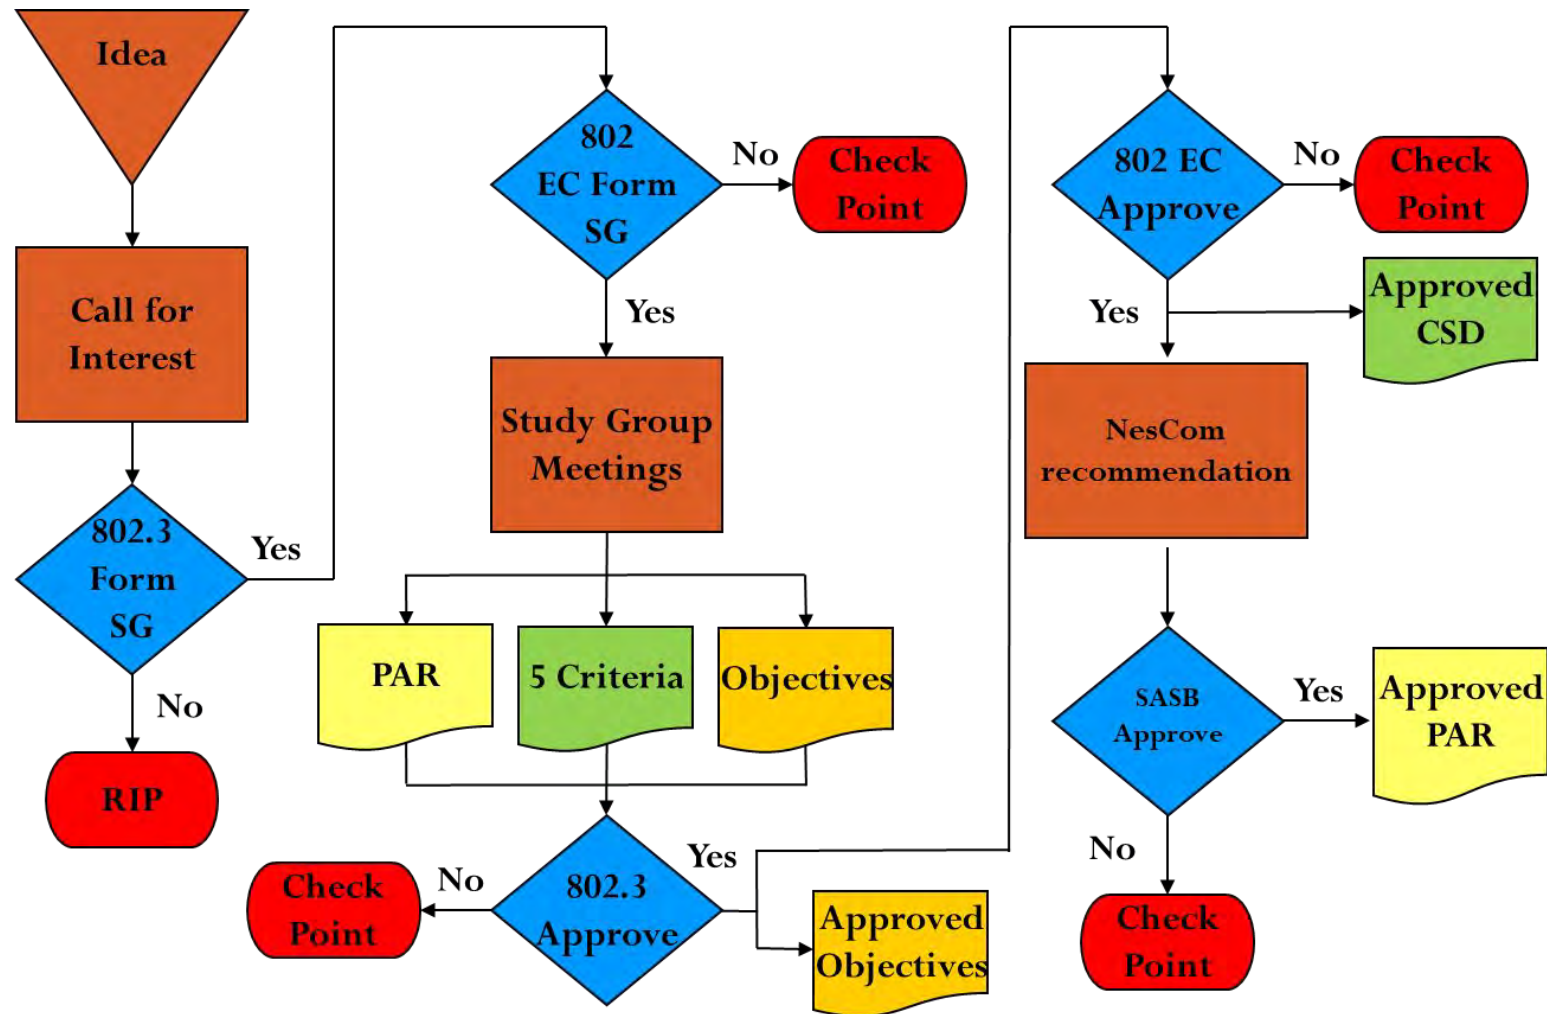 Idea
Call for
Interest
802.3
Form
SG
Yes
No
RIP
802
EC Form
SG
No
Check
Point
Yes
Study Group
Meetings
PAR
5 Criteria
Objectives
802.3
Approve
No
Check
Point
Yes
Approved
Objectives
802 EC
Approve
No
Check
Point
Yes
Approved
CSD
NesCom
recommendation
SASB
Approve
Yes
Approved
PAR
No
Check
Point